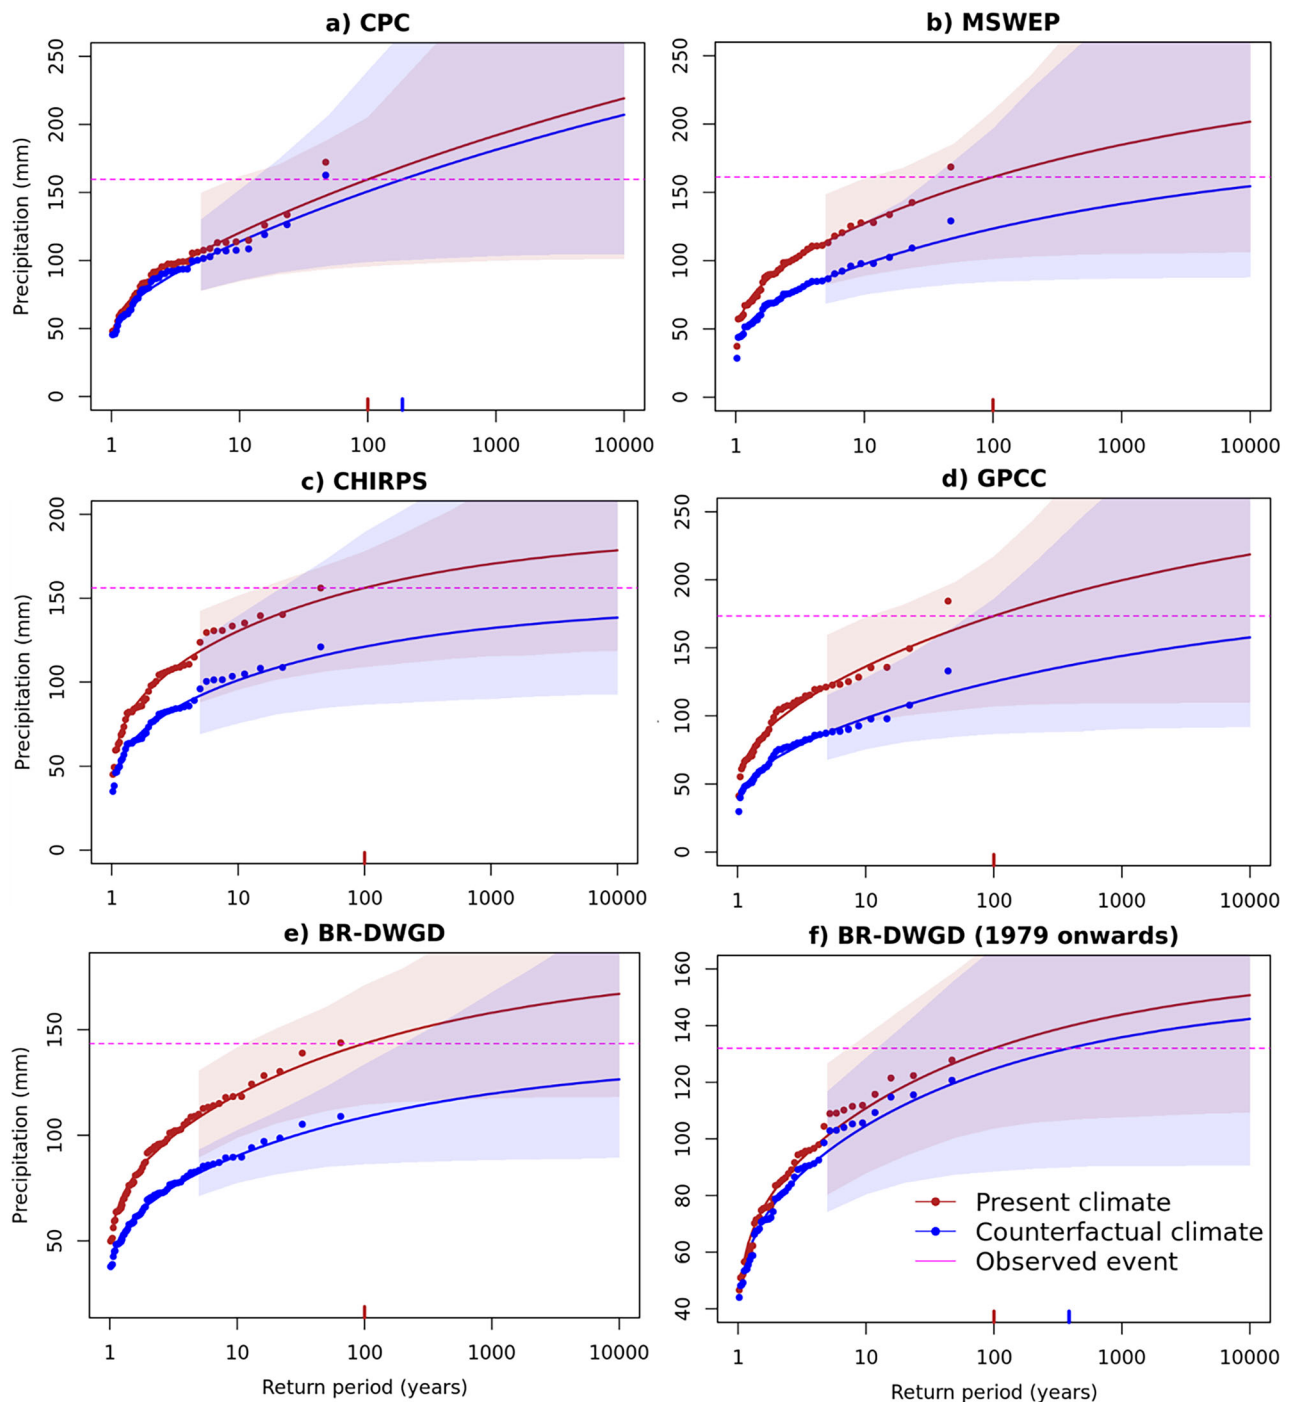 a) CPC
b) MSWEP
Precipitation (mm)
250
200
150
100
50
0
1 10 100 1000 10000
250
200
150
100
50
0
1 10 100 1000 10000
c) CHIRPS
d) GPCC
Precipitation (mm)
200
150
100
50
0
1 10 100 1000 10000
250
200
150
100
50
0
1 10 100 1000 10000
e) BR-DWGD
f) BR-DWGD (1979 onwards)
Precipitation (mm)
150
100
50
1 10 100 1000 10000
Return period (years)
160
140
120
100
80
60
40
Present climate
Counterfactual climate
Observed event
1 10 100 1000 10000
Return period (years)